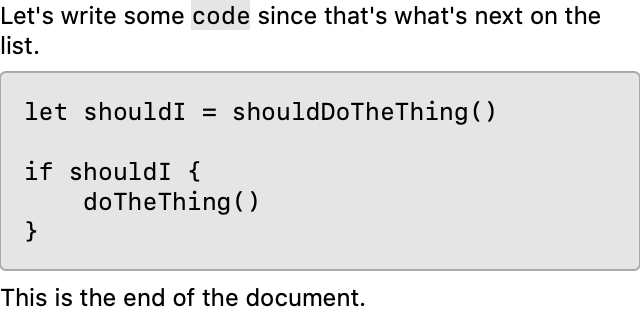 Let's write some code since that's what's next on the
list.
let shouldI = shouldDoTheThing()
if shouldI {
    doTheThing()
}
This is the end of the document.